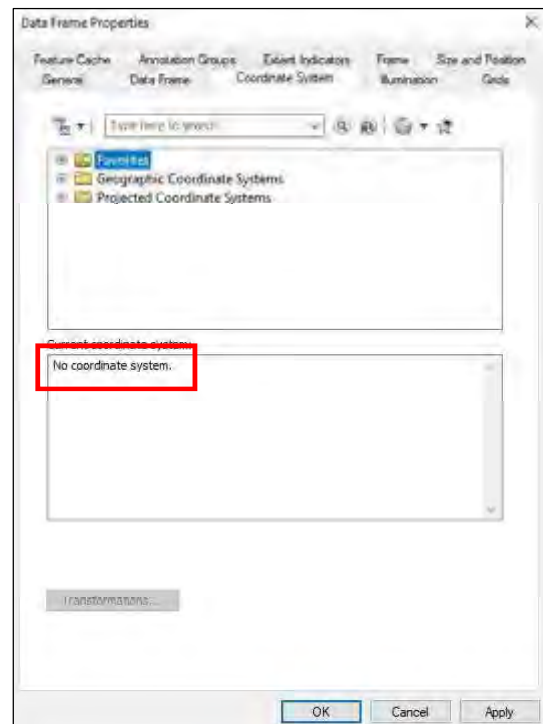 Data Frame Properties
Feature Cache Annotation Groups Extent Indicators Frame Size and Position
General Data Frame Coordinate System Illumination Grids
Type here to search
Favorites
Geographic Coordinate Systems
Projected Coordinate Systems
Current coordinate system:
No coordinate system.
Transformations...
OK Cancel Apply